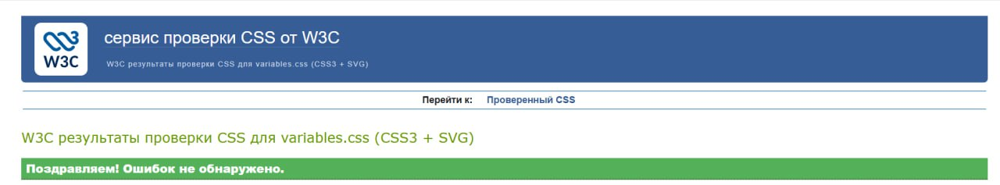 W3C
сервис проверки CSS от W3C
W3C результаты проверки CSS для variables.css (CSS3 + SVG)
Перейти к: Проверенный CSS
W3C результаты проверки CSS для variables.css (CSS3 + SVG)
Поздравляем! Ошибок не обнаружено.